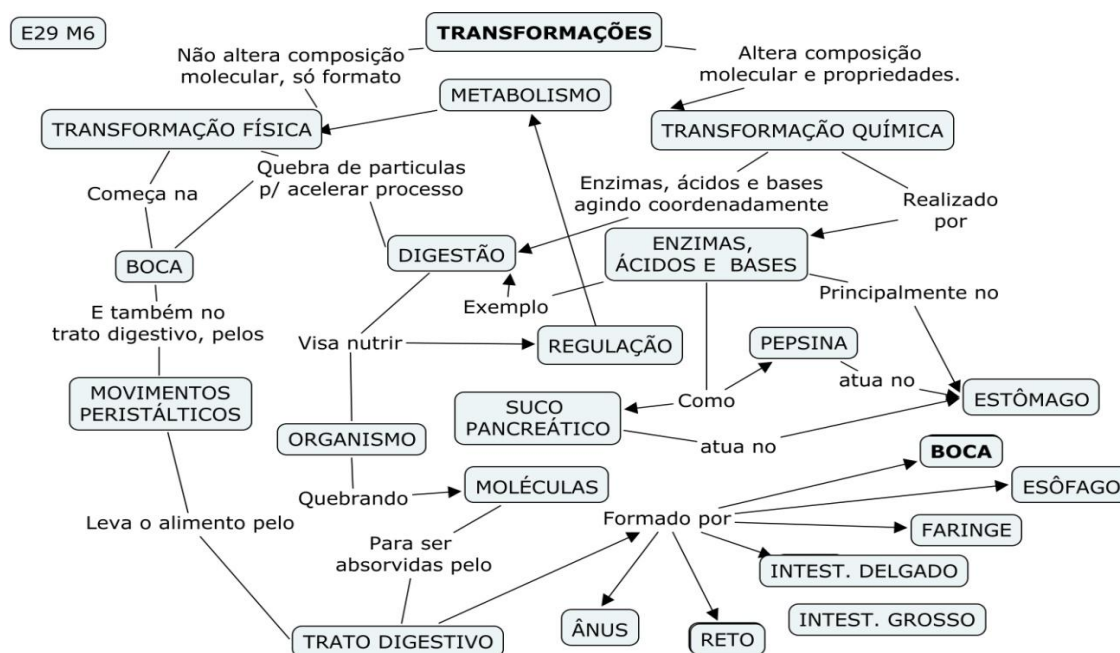 E29 M6
TRANSFORMAÇÕES
Não altera composição
molecular, só formato
Altera composição
molecular e propriedades.
METABOLISMO
TRANSFORMAÇÃO FÍSICA
TRANSFORMAÇÃO QUÍMICA
Começa na
Quebra de particulas
p/ acelerar processo
Enzimas, ácidos e bases
agindo coordenadamente
Realizado
por
BOCA
DIGESTÃO
ENZIMAS,
ÁCIDOS E BASES
Exemplo
Principalmente no
E também no
trato digestivo, pelos
Visa nutrir
REGULAÇÃO
PEPSINA
atua no
MOVIMENTOS
PERISTÁLTICOS
SUCO
PANCREÁTICO
Como
ESTÔMAGO
ORGANISMO
atua no
BOCA
Quebrando
MOLÉCULAS
ESÔFAGO
Leva o alimento pelo
Formado por
FARINGE
Para ser
absorvidas pelo
INTEST. DELGADO
TRATO DIGESTIVO
ÂNUS
RETO
INTEST. GROSSO